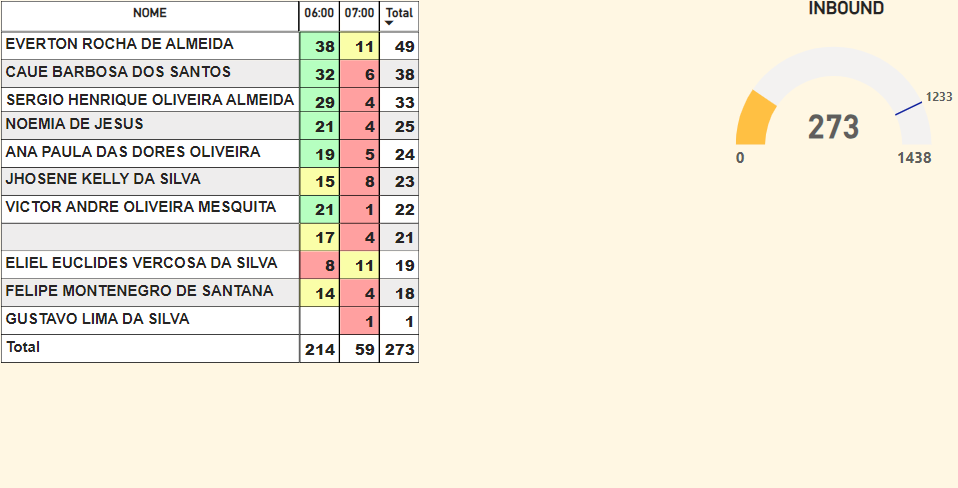 NOME 06:00 07:00 Total
EVERTON ROCHA DE ALMEIDA 38 11 49
CAUE BARBOSA DOS SANTOS 32 6 38
SERGIO HENRIQUE OLIVEIRA ALMEIDA 29 4 33
NOEMIA DE JESUS 21 4 25
ANA PAULA DAS DORES OLIVEIRA 19 5 24
JHOSENE KELLY DA SILVA 15 8 23
VICTOR ANDRE OLIVEIRA MESQUITA 21 1 22
17 4 21
ELIEL EUCLIDES VERCOSA DA SILVA 8 11 19
FELIPE MONTENEGRO DE SANTANA 14 4 18
GUSTAVO LIMA DA SILVA 1 1
Total 214 59 273
INBOUND
1233
273
0 1438